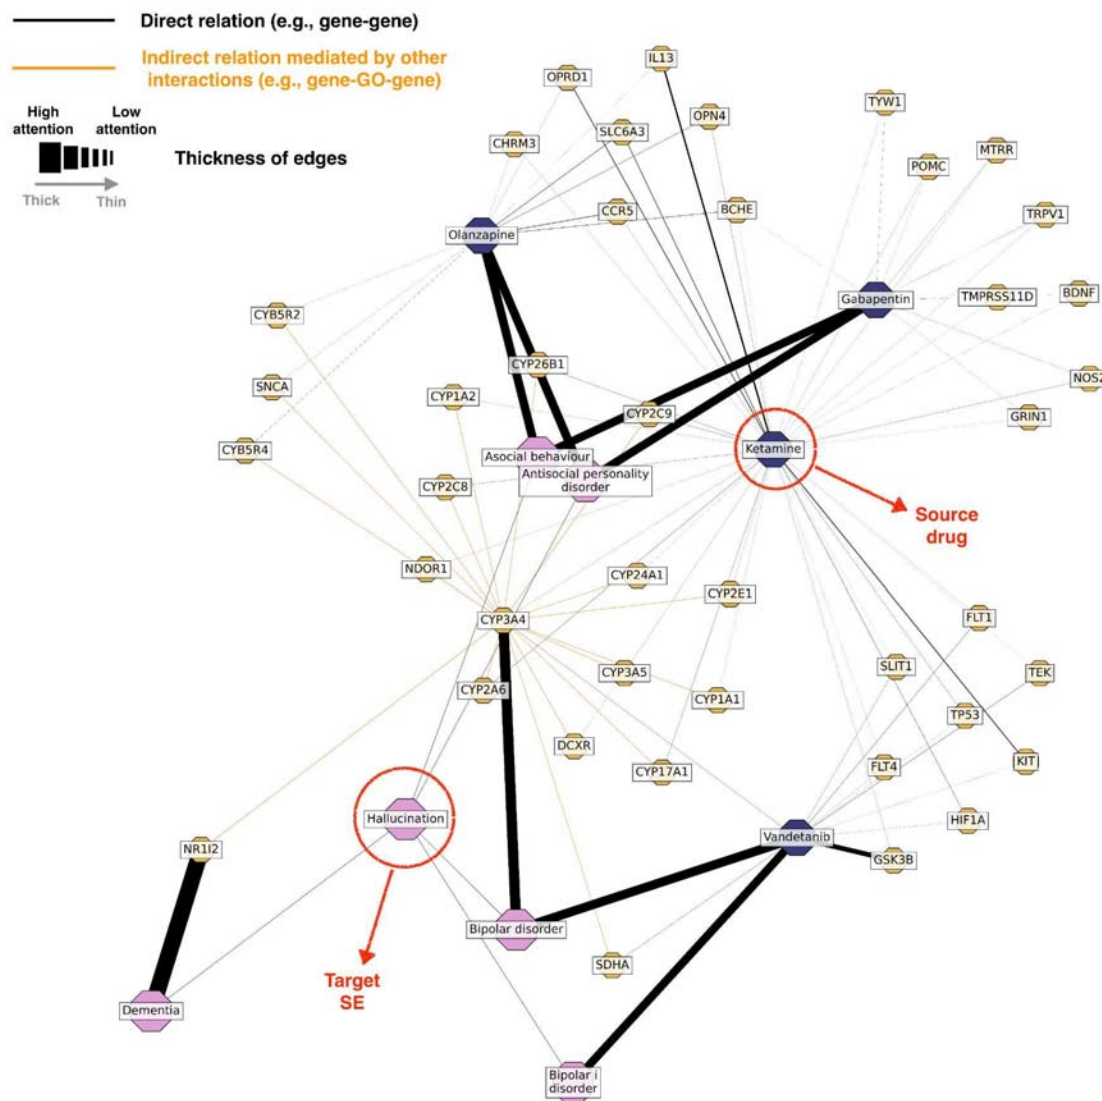 Direct relation (e.g., gene-gene)
Indirect relation mediated by other
interactions (e.g., gene-GO-gene)
High
attention
Low
attention
Thickness of edges
Thick
Thin
IL13
OPRD1
TYW1
OPN4
SLC6A3
CHRM3
MTRR
POMC
CCR5
BCHE
TRPV1
Olanzapine
Gabapentin
TMPRSS11D
BDNF
CYB5R2
CYP26B1
NOS2
SNCA
CYP1A2
CYP2C9
GRIN1
CYB5R4
Ketamine
Asocial behaviour
Antisocial personality
disorder
CYP2C8
Source
drug
NDOR1
CYP24A1
CYP2E1
CYP3A4
FLT1
SLIT1
CYP3A5
TEK
CYP2A6
CYP1A1
TP53
DCXR
CYP17A1
FLT4
KIT
Hallucination
HIF1A
Vandetanib
NR1I2
GSK3B
Bipolar disorder
SDHA
Target
SE
Dementia
Bipolar i
disorder